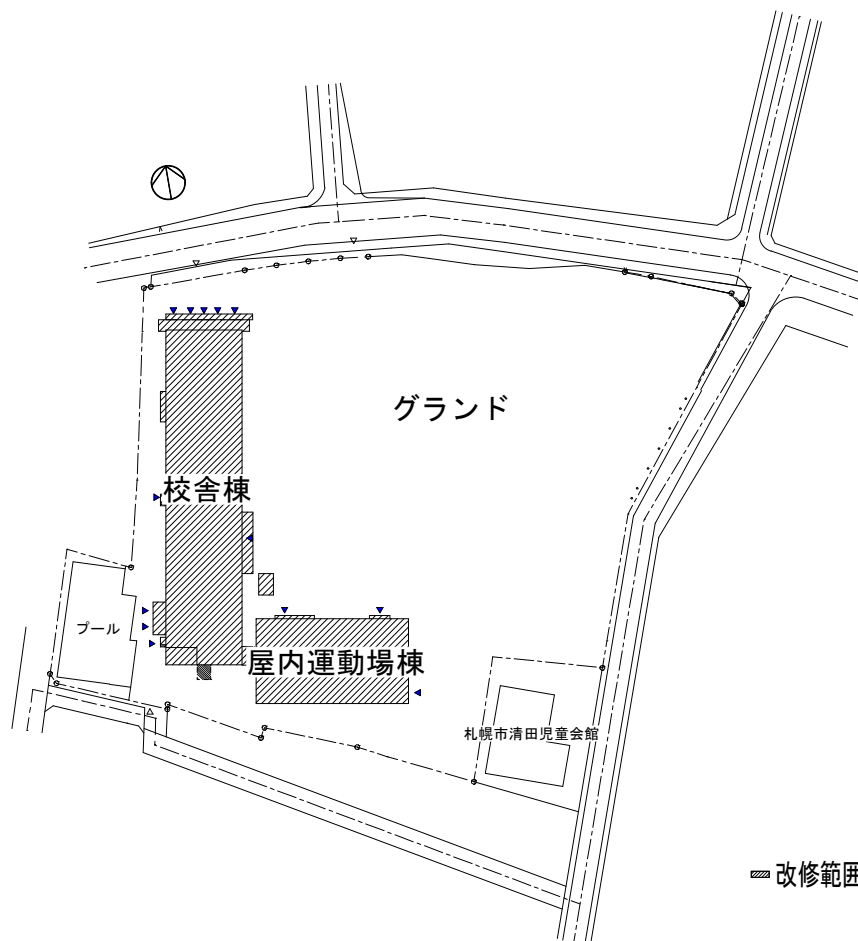 グランド
校舎棟
プール
屋内運動場棟
札幌市清田児童会館
改修範囲